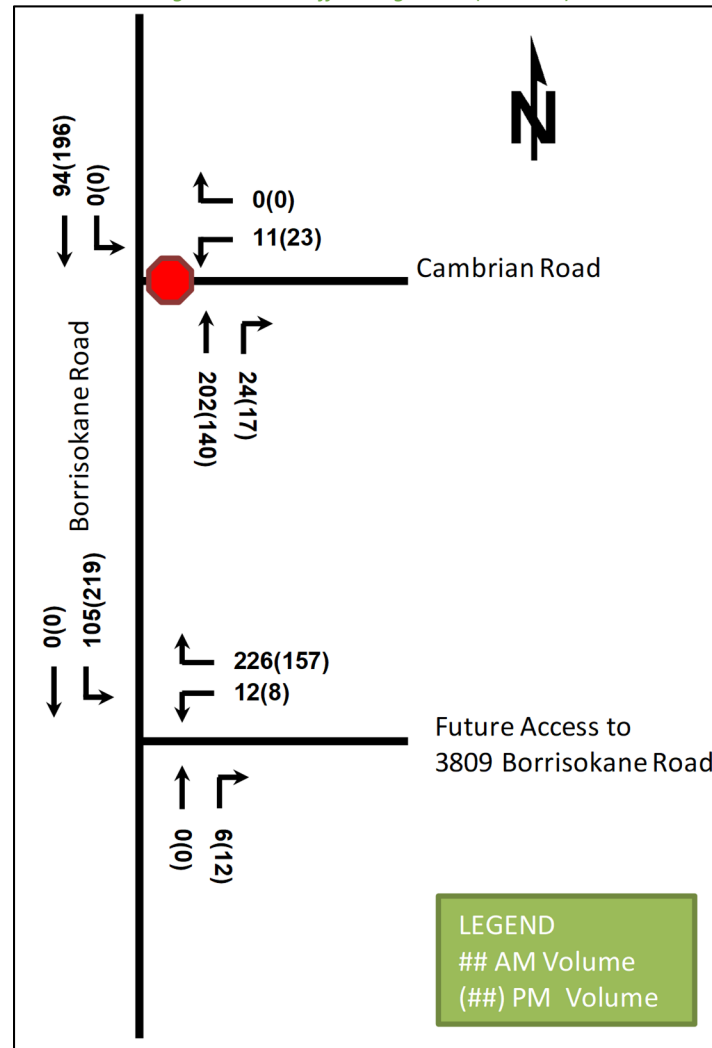 94(196)
0(0)
0(0)
11(23)
Cambrian Road
202(140)
24(17)
Borrisokane Road
0(0)
105(219)
226(157)
12(8)
Future Access to
3809 Borrisokane Road
0(0)
6(12)
N
LEGEND
## AM Volume
(##) PM Volume